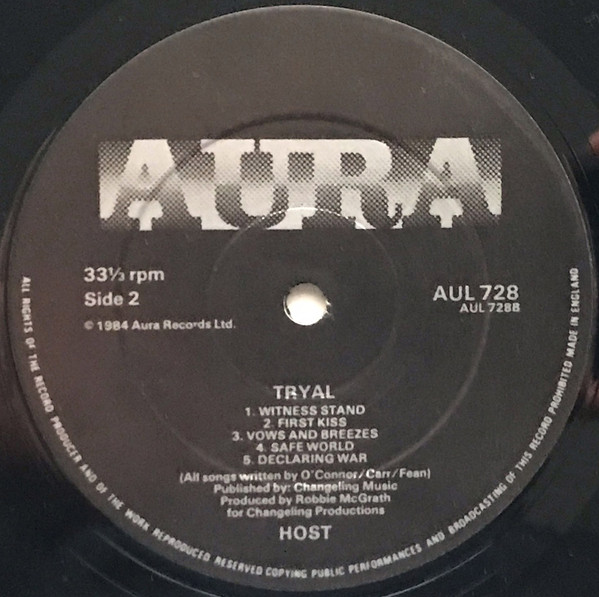 AURA
33⅓ rpm
Side 2
℗ 1984 Aura Records Ltd.
AUL 728
AUL 728B
TRYAL
1. WITNESS STAND
2. FIRST KISS
3. VOWS AND BREEZES
4. SAFE WORLD
5. DECLARING WAR
(All songs written by O'Connor/Carr/Fean)
Published by: Changeling Music
Produced by Robbie McGrath
for Changeling Productions
HOST
ALL RIGHTS OF THE RECORD PRODUCER AND OF THE WORK REPRODUCED RESERVED COPYING PUBLIC PERFORMANCES AND BROADCASTING OF THIS RECORD PROHIBITED MADE IN ENGLAND